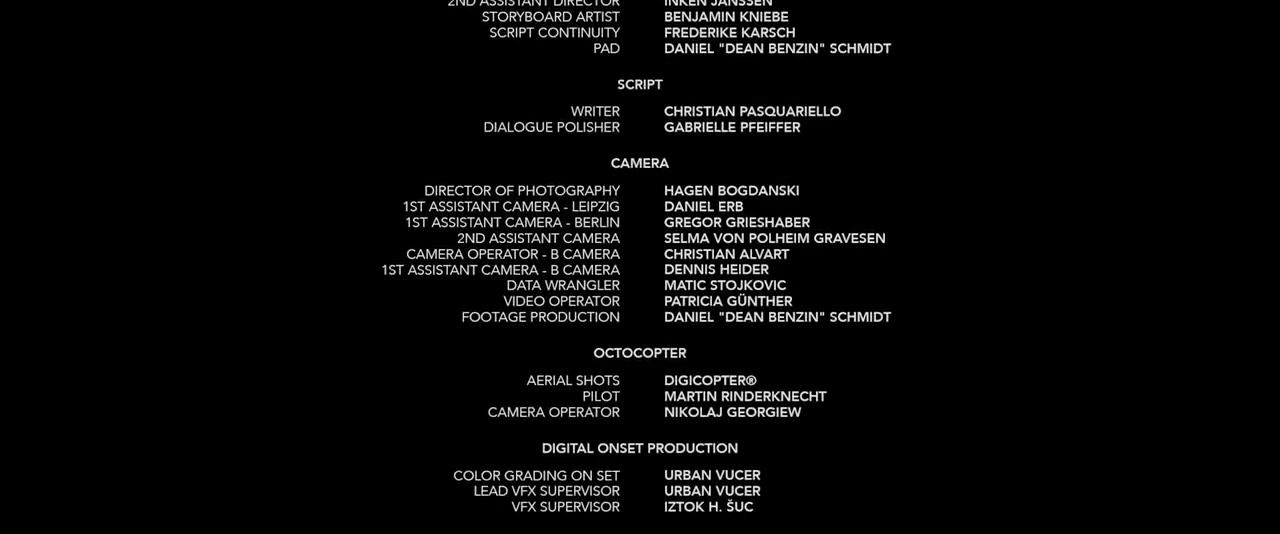 2ND ASSISTANT DIRECTOR INKEN JANSSEN
STORYBOARD ARTIST BENJAMIN KNIEBE
SCRIPT CONTINUITY FREDERIKE KARSCH
PAD DANIEL "DEAN BENZIN" SCHMIDT
SCRIPT
WRITER CHRISTIAN PASQUARIELLO
DIALOGUE POLISHER GABRIELLE PFEIFFER
CAMERA
DIRECTOR OF PHOTOGRAPHY HAGEN BOGDANSKI
1ST ASSISTANT CAMERA - LEIPZIG DANIEL ERB
1ST ASSISTANT CAMERA - BERLIN GREGOR GRIESHABER
2ND ASSISTANT CAMERA SELMA VON POLHEIM GRAVESEN
CAMERA OPERATOR - B CAMERA CHRISTIAN ALVART
1ST ASSISTANT CAMERA - B CAMERA DENNIS HEIDER
DATA WRANGLER MATIC STOJKOVIC
VIDEO OPERATOR PATRICIA GÜNTHER
FOOTAGE PRODUCTION DANIEL "DEAN BENZIN" SCHMIDT
OCTOCOPTER
AERIAL SHOTS DIGICOPTER®
PILOT MARTIN RINDERKNECHT
CAMERA OPERATOR NIKOLAJ GEORGIEW
DIGITAL ONSET PRODUCTION
COLOR GRADING ON SET URBAN VUCER
LEAD VFX SUPERVISOR URBAN VUCER
VFX SUPERVISOR IZTOK H. ŠUC